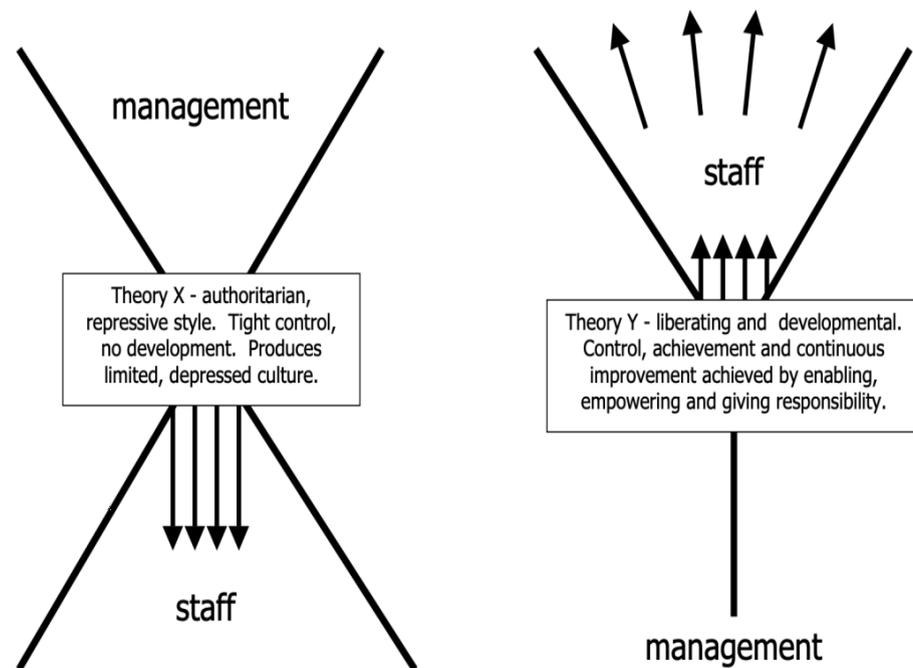 management
Theory X - authoritarian,
repressive style. Tight control,
no development. Produces
limited, depressed culture.
staff
staff
Theory Y - liberating and developmental.
Control, achievement and continuous
improvement achieved by enabling,
empowering and giving responsibility.
management